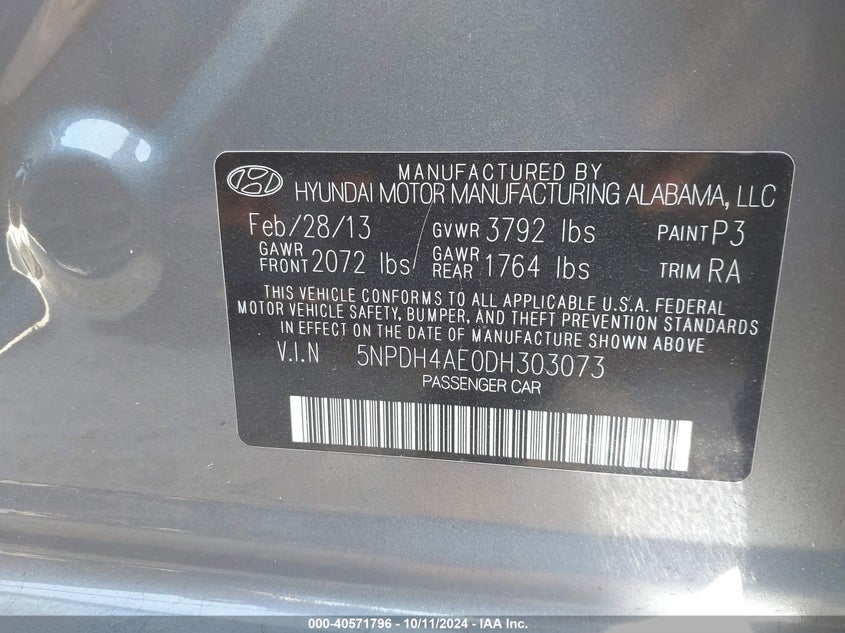 MANUFACTURED BY
HYUNDAI MOTOR MANUFACTURING ALABAMA, LLC
Feb/28/13 GVWR 3792 lbs PAINT P3
GAWR FRONT 2072 lbs GAWR REAR 1764 lbs TRIM RA
THIS VEHICLE CONFORMS TO ALL APPLICABLE U.S.A. FEDERAL
MOTOR VEHICLE SAFETY, BUMPER, AND THEFT PREVENTION STANDARDS
IN EFFECT ON THE DATE OF MANUFACTURE SHOWN ABOVE
V.I.N 5NPDH4AE0DH303073
PASSENGER CAR
000-40571796 - 10/11/2024 - IAA Inc.